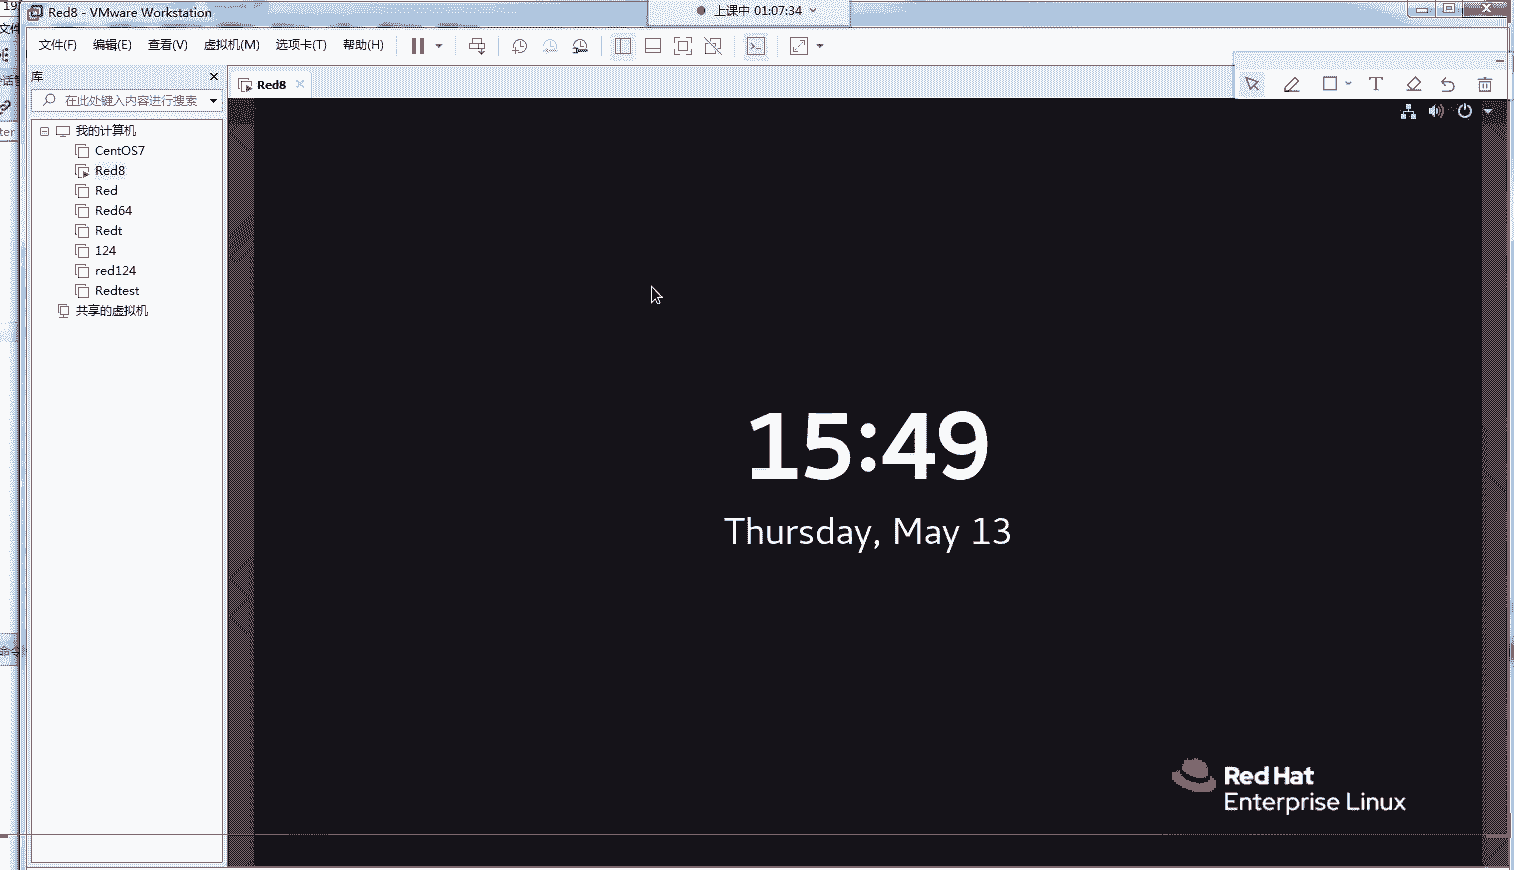 Red8 - VMware Workstation
上课中 01:07:34
文件(F) 编辑(E) 查看(V) 虚拟机(M) 选项卡(T) 帮助(H)
库
在此处键入内容进行搜索
Red8
我的计算机
CentOS7
Red8
Red
Red64
Redt
124
red124
Redtest
共享的虚拟机
T
15:49
Thursday, May 13
Red Hat
Enterprise Linux